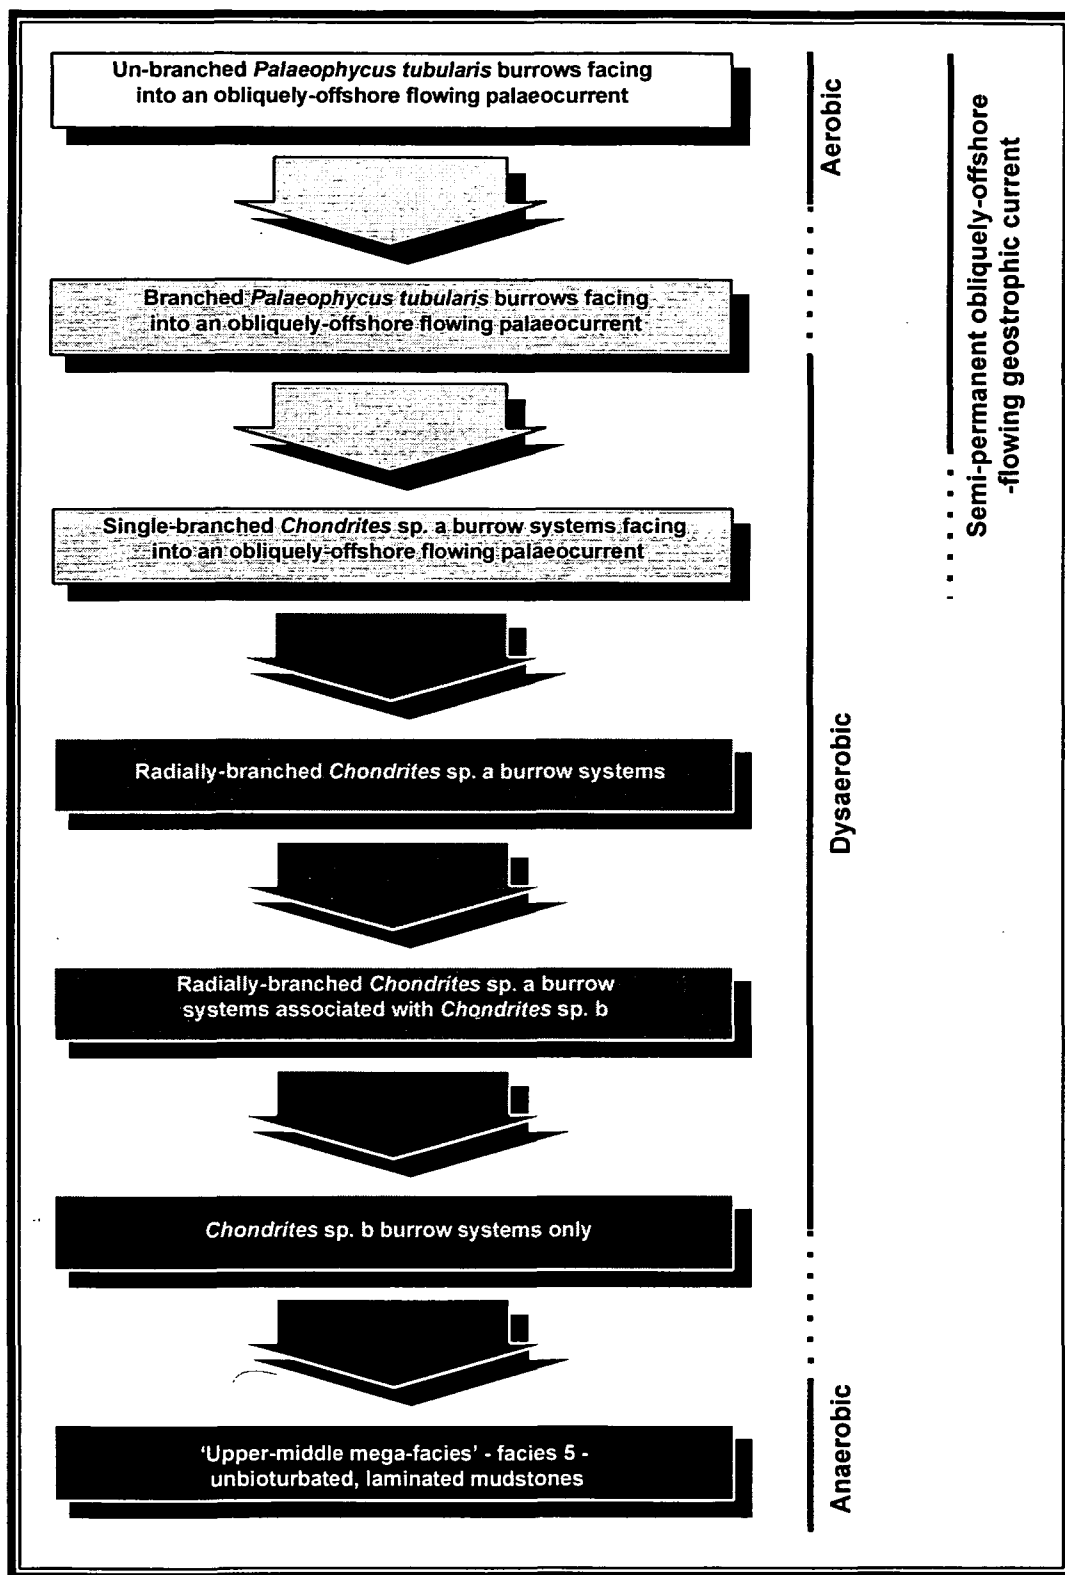 Un-branched Palaeophycus tubularis burrows facing
into an obliquely-offshore flowing palaeocurrent
Branched Palaeophycus tubularis burrows facing
into an obliquely-offshore flowing palaeocurrent
Single-branched Chondrites sp. a burrow systems facing
into an obliquely-offshore flowing palaeocurrent
Radially-branched Chondrites sp. a burrow systems
Radially-branched Chondrites sp. a burrow
systems associated with Chondrites sp. b
Chondrites sp. b burrow systems only
'Upper-middle mega-facies' - facies 5 -
unbioturbated, laminated mudstones
Aerobic
Dysaerobic
Anaerobic
Semi-permanent obliquely-offshore
-flowing geostrophic current